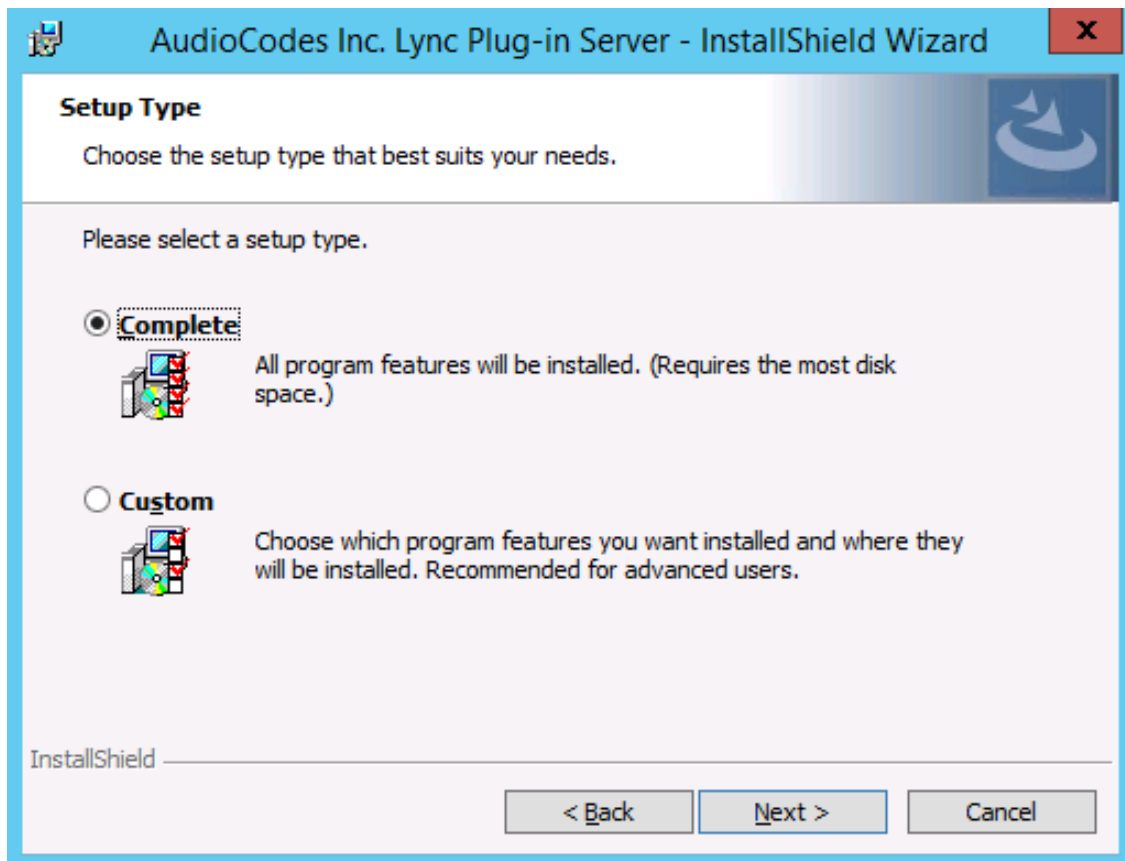 AudioCodes Inc. Lync Plug-in Server - InstallShield Wizard
x
Setup Type
Choose the setup type that best suits your needs.
Please select a setup type.
Complete
All program features will be installed. (Requires the most disk
space.)
Custom
Choose which program features you want installed and where they
will be installed. Recommended for advanced users.
InstallShield
< Back
Next >
Cancel